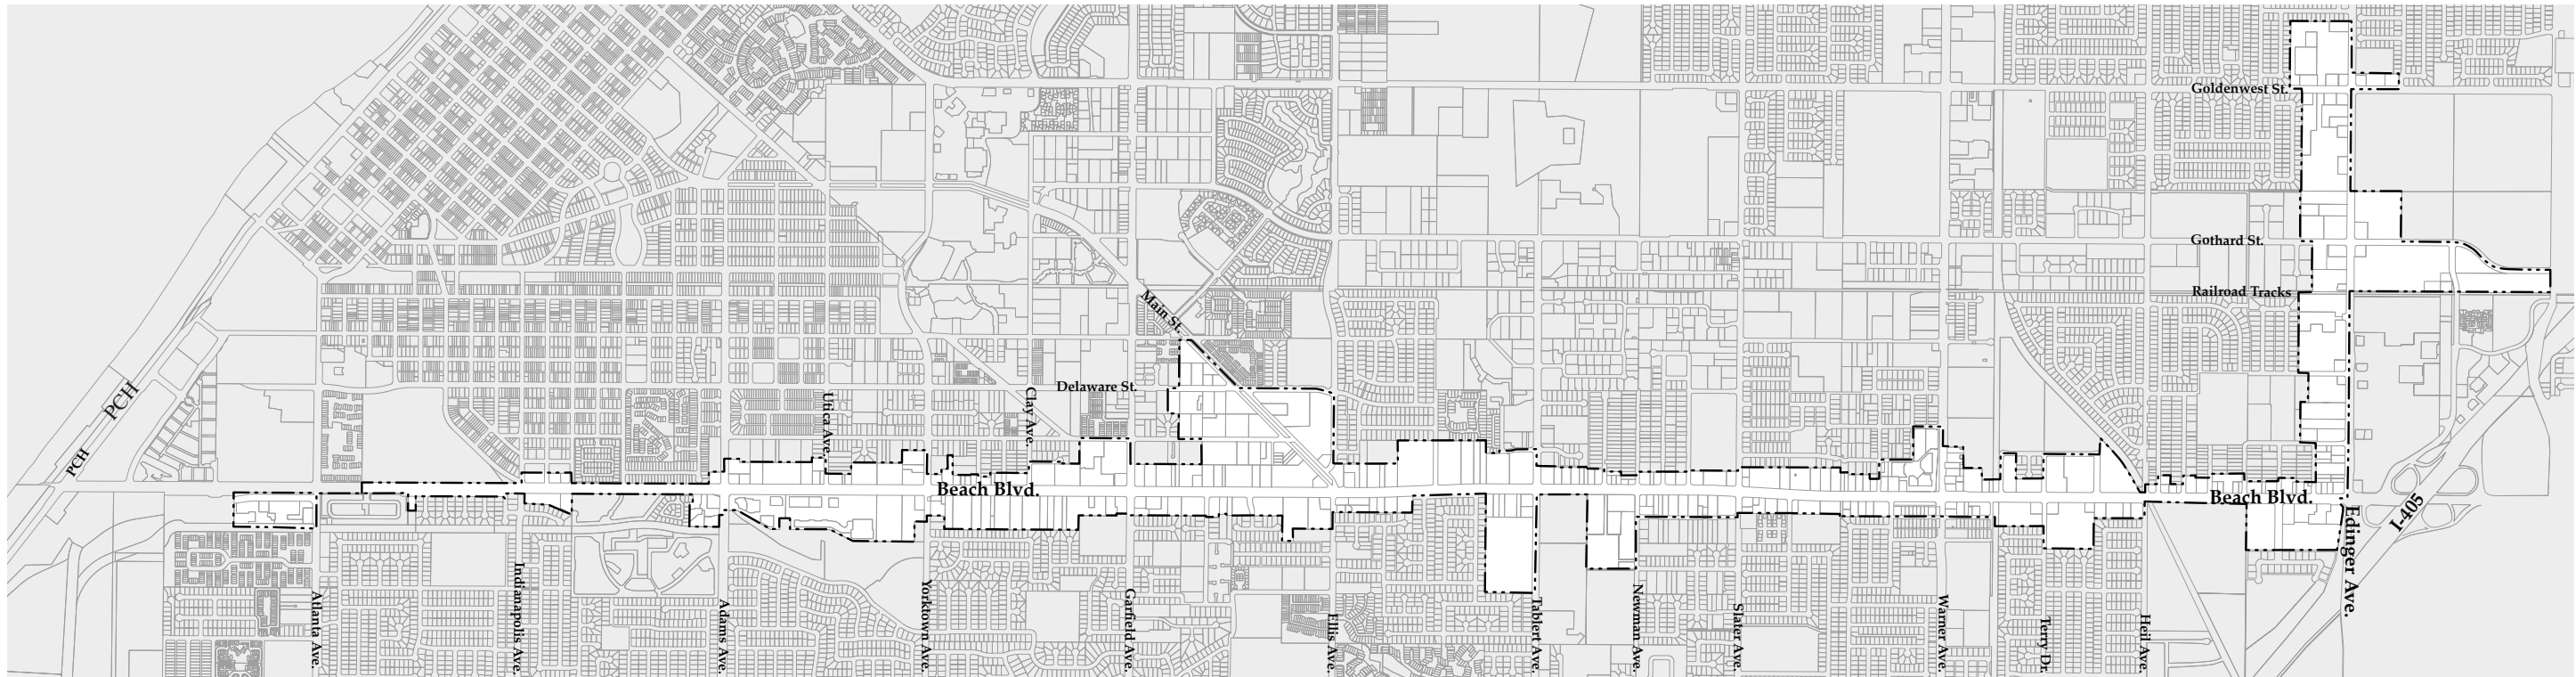 Goldenwest St.
Gothard St.
Railroad Tracks
Main St.
Delaware St.
Utica Ave.
Clay Ave.
PCH
PCH
Beach Blvd.
Beach Blvd.
I-405
Edinger Ave.
Atlanta Ave.
Indianapolis Ave.
Adams Ave.
Yorktown Ave.
Garfield Ave.
Ellis Ave.
Talbert Ave.
Newman Ave.
Slater Ave.
Warner Ave.
Terry Dr.
Heil Ave.